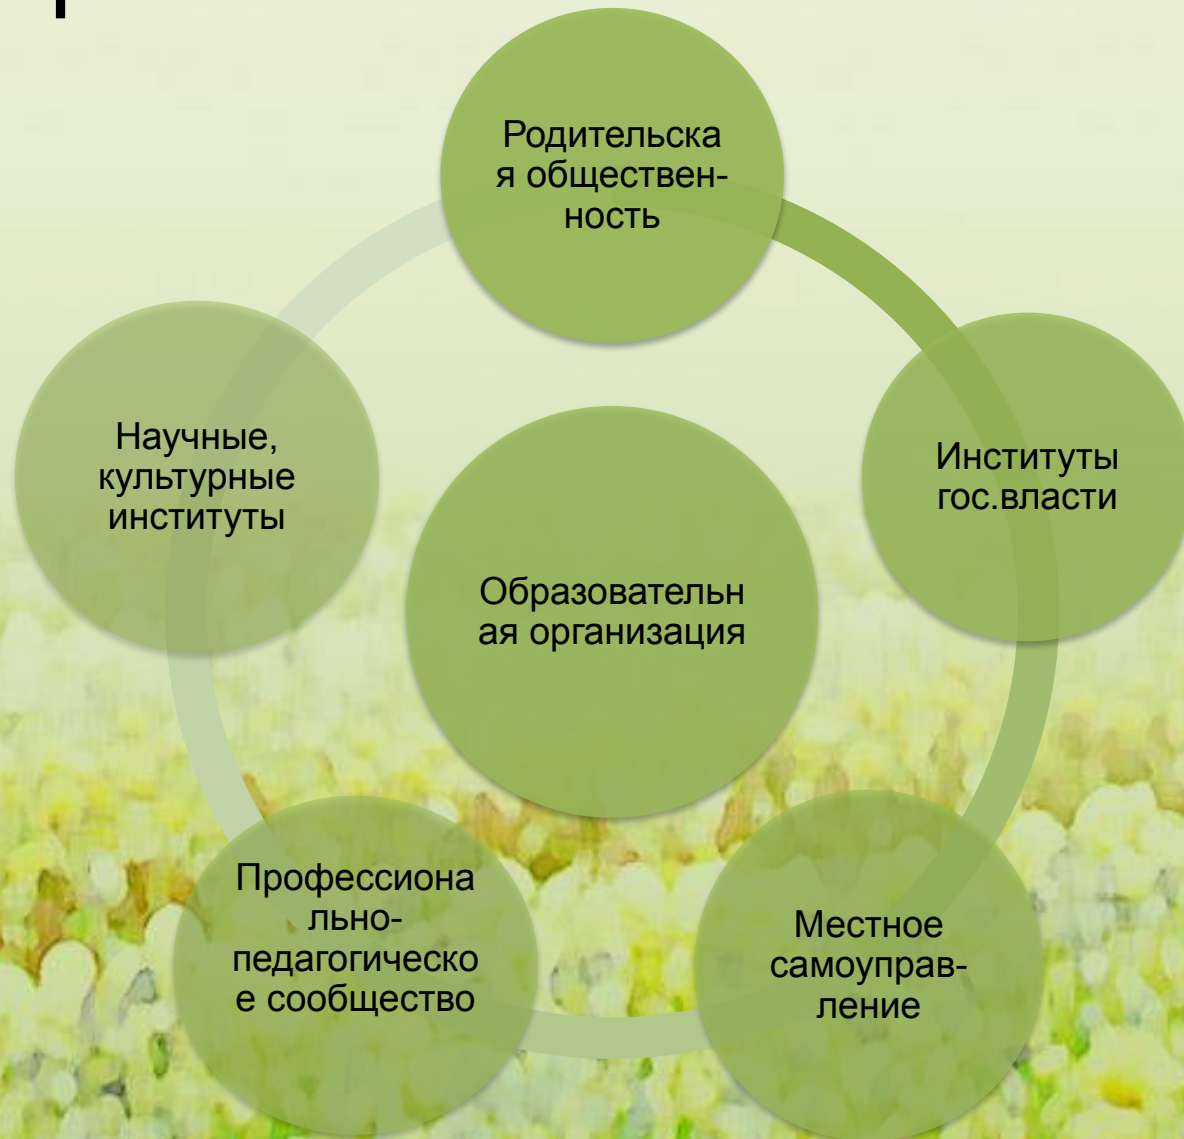 Родительска
я обществен-
ность
Институты
гос.власти
Местное
самоуправ-
ление
Профессиона
льно-
педагогическо
е сообщество
Научные,
культурные
институты
Образовательн
ая организация